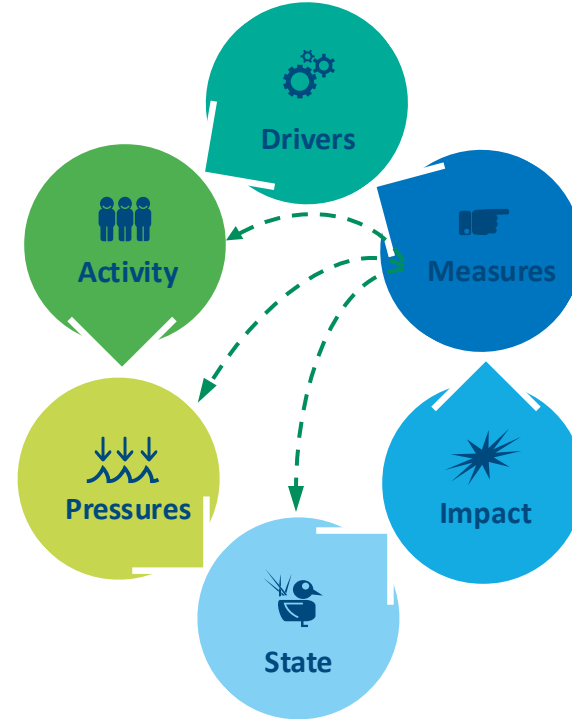 Drivers
Measures
Activity
Pressures
Impact
State